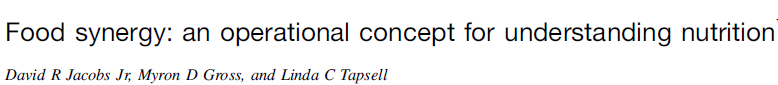 Food synergy: an operational concept for understanding nutrition
David R Jacobs Jr, Myron D Gross, and Linda C Tapsell